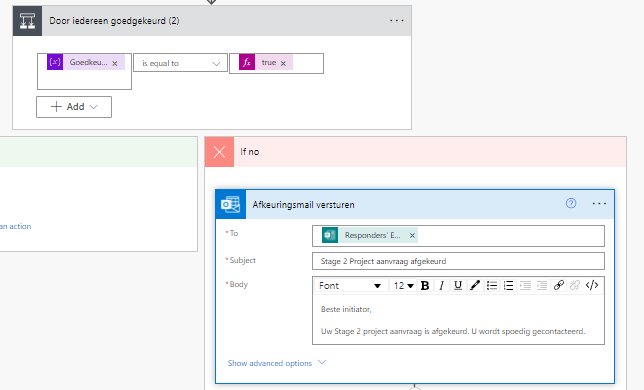 Door iedereen goedgekeurd (2)
{x} Goedkeu... × is equal to fx true ×
+ Add
If no
an action
Afkeuringsmail versturen
* To Responders' E... ×
* Subject Stage 2 Project aanvraag afgekeurd
* Body Font 12 B I U </>
Beste initiator,
Uw Stage 2 project aanvraag is afgekeurd. U wordt spoedig gecontacteerd.
Show advanced options